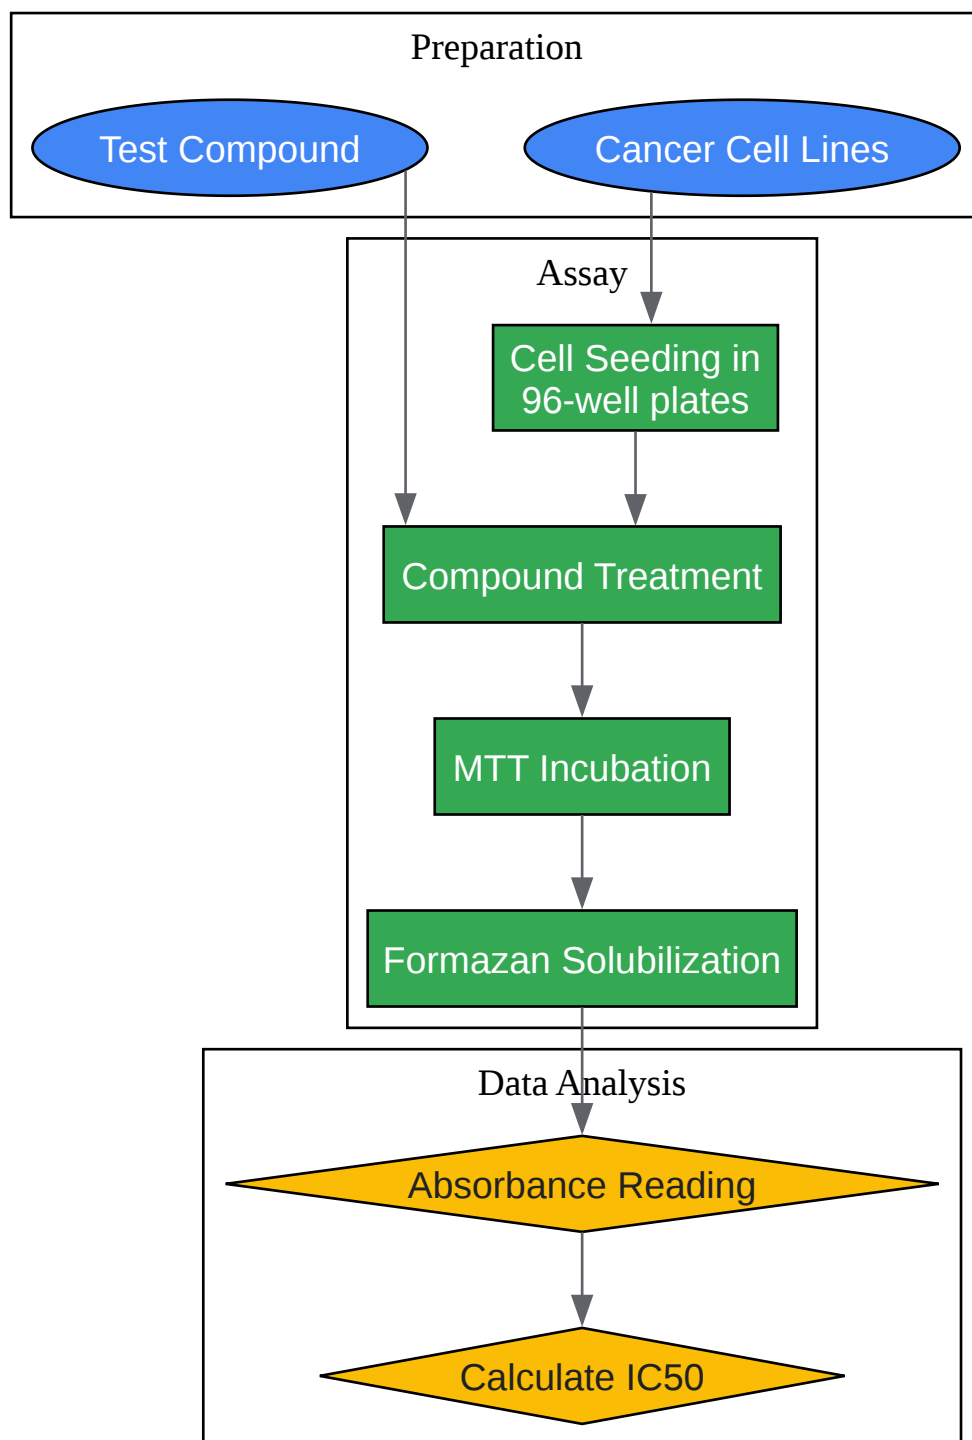 Preparation
Test Compound
Cancer Cell Lines
Assay
Cell Seeding in
96-well plates
Compound Treatment
MTT Incubation
Formazan Solubilization
Data Analysis
Absorbance Reading
Calculate IC50